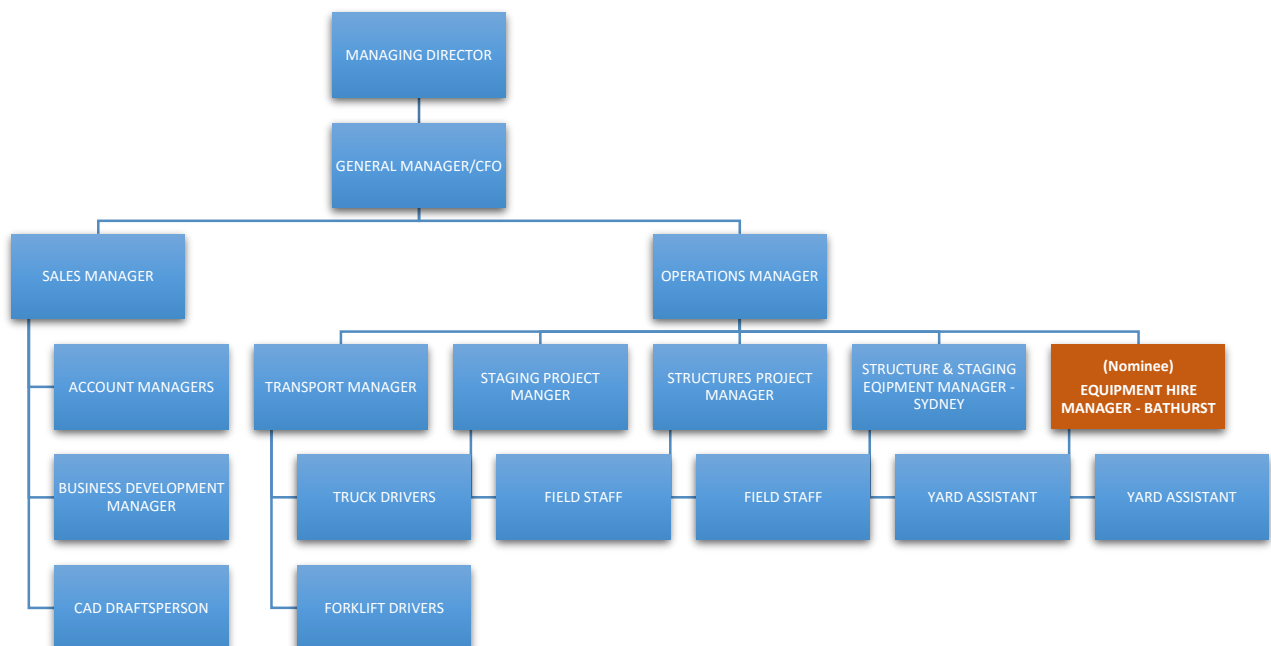 MANAGING DIRECTOR
GENERAL MANAGER/CFO
SALES MANAGER
OPERATIONS MANAGER
ACCOUNT MANAGERS
TRANSPORT MANAGER
STAGING PROJECT
MANGER
STRUCTURES PROJECT
MANAGER
STRUCTURE & STAGING
EQIPMENT MANAGER -
SYDNEY
(Nominee)
EQUIPMENT HIRE
MANAGER - BATHURST
BUSINESS DEVELOPMENT
MANAGER
TRUCK DRIVERS
FIELD STAFF
FIELD STAFF
YARD ASSISTANT
YARD ASSISTANT
CAD DRAFTSPERSON
FORKLIFT DRIVERS